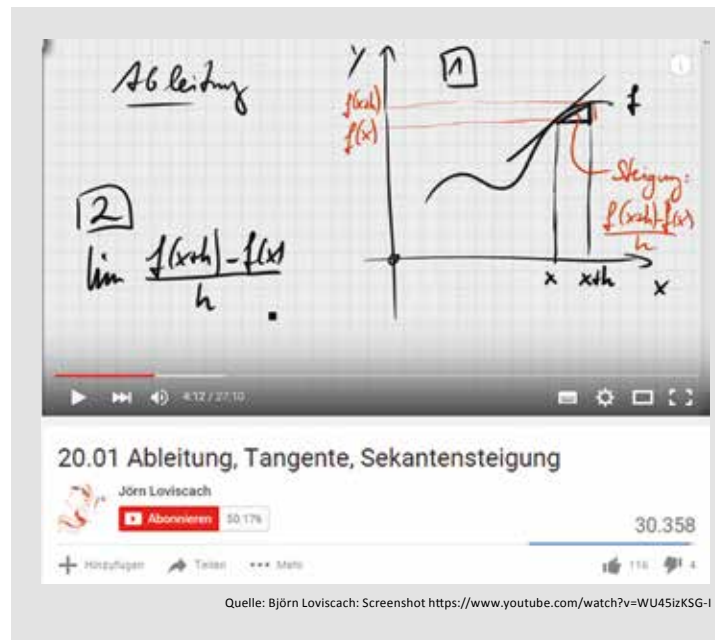 Ableitung
2
lim f(x+h) - f(x)
h
y
1
f(x+h)
f(x)
f
Steigung:
f(x+h)-f(x)
h
x
x+h
x
4:12 / 27:10
20.01 Ableitung, Tangente, Sekantensteigung
Jörn Loviscach
Abonnieren 50.176
30.358
Hinzufügen Teilen Mehr
116 4
Quelle: Björn Loviscach: Screenshot https://www.youtube.com/watch?v=WU45izKSG-I